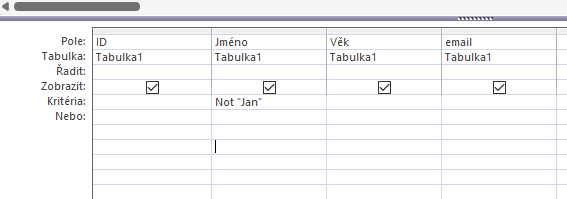 Pole: ID Jméno Věk email
Tabulka: Tabulka1 Tabulka1 Tabulka1 Tabulka1
Řadit:
Zobrazit:
Kritéria: Not "Jan"
Nebo: